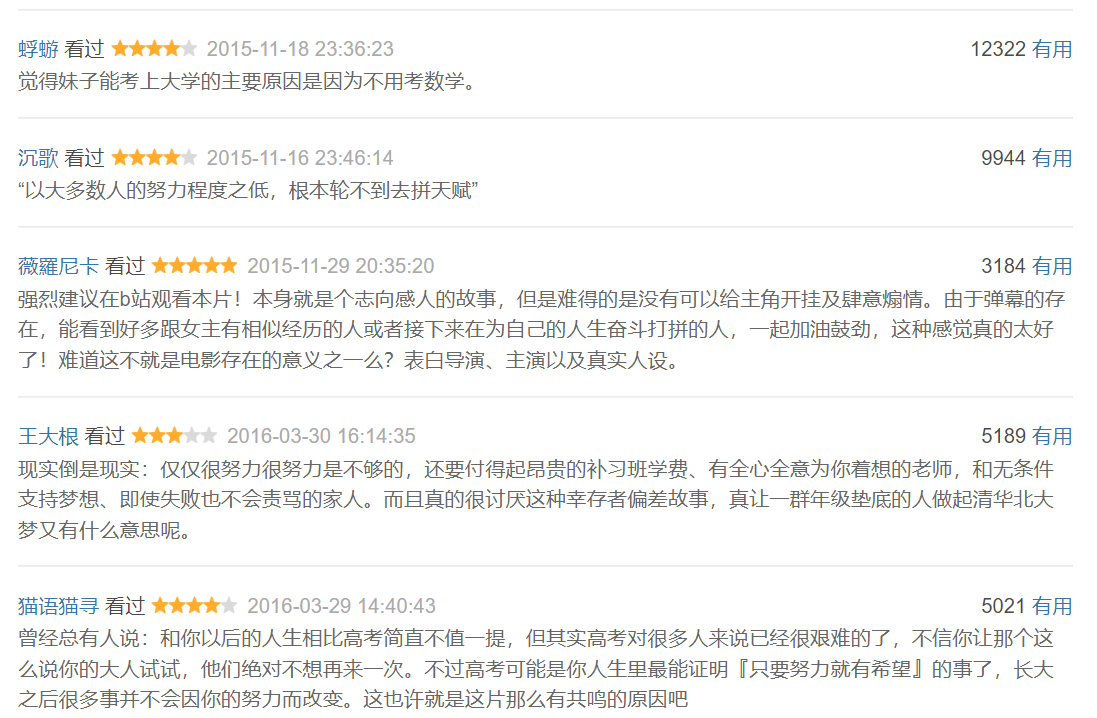 蜉蝣 看过 2015-11-18 23:36:23 12322 有用
觉得妹子能考上大学的主要原因是因为不用考数学。
沉歌 看过 2015-11-16 23:46:14 9944 有用
“以大多数人的努力程度之低，根本轮不到去拼天赋”
薇羅尼卡 看过 2015-11-29 20:35:20 3184 有用
强烈建议在b站观看本片！本身就是个志向感人的故事，但是难得的是没有可以给主角开挂及肆意煽情。由于弹幕的存
在，能看到好多跟女主有相似经历的人或者接下来在为自己的人生奋斗打拼的人，一起加油鼓劲，这种感觉真的太好
了！难道这不就是电影存在的意义之一么？表白导演、主演以及真实人设。
王大根 看过 2016-03-30 16:14:35 5189 有用
现实倒是现实：仅仅很努力很努力是不够的，还要付得起昂贵的补习班学费、有全心全意为你着想的老师，和无条件
支持梦想、即使失败也不会责骂的家人。而且真的很讨厌这种幸存者偏差故事，真让一群年级垫底的人做起清华北大
梦又有什么意思呢。
猫语猫寻 看过 2016-03-29 14:40:43 5021 有用
曾经总有人说：和你以后的人生相比高考简直不值一提，但其实高考对很多人来说已经很艰难的了，不信你让那个这
么说你的大人试试，他们绝对不想再来一次。不过高考可能是你人生里最能证明『只要努力就有希望』的事了，长大
之后很多事并不会因你的努力而改变。这也许就是这片那么有共鸣的原因吧